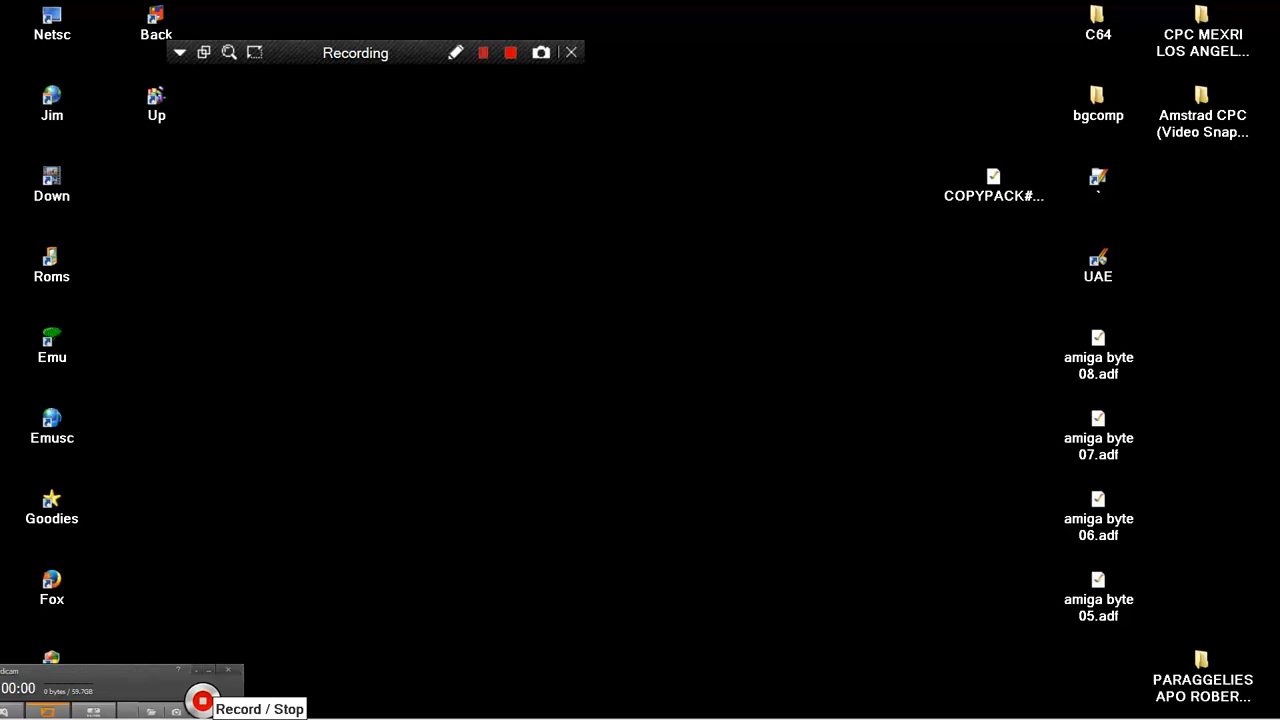 Netsc
Back
Recording
C64
CPC MEXRI
LOS ANGEL...
Jim
Up
bgcomp
Amstrad CPC
(Video Snap...
Down
COPYPACK#...
`
Roms
UAE
Emu
amiga byte
08.adf
Emusc
amiga byte
07.adf
Goodies
amiga byte
06.adf
Fox
amiga byte
05.adf
dicam
?
00:00
0 bytes / 59.7GB
Record / Stop
PARAGGELIES
APO ROBER...